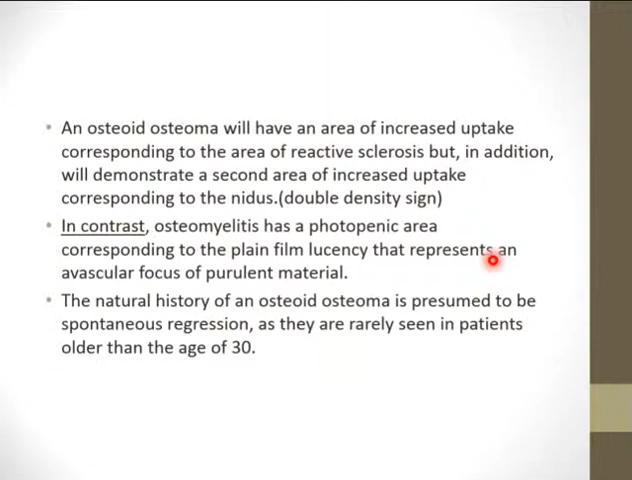 • An osteoid osteoma will have an area of increased uptake
corresponding to the area of reactive sclerosis but, in addition,
will demonstrate a second area of increased uptake
corresponding to the nidus.(double density sign)
• In contrast, osteomyelitis has a photopenic area
corresponding to the plain film lucency that represents an
avascular focus of purulent material.
• The natural history of an osteoid osteoma is presumed to be
spontaneous regression, as they are rarely seen in patients
older than the age of 30.